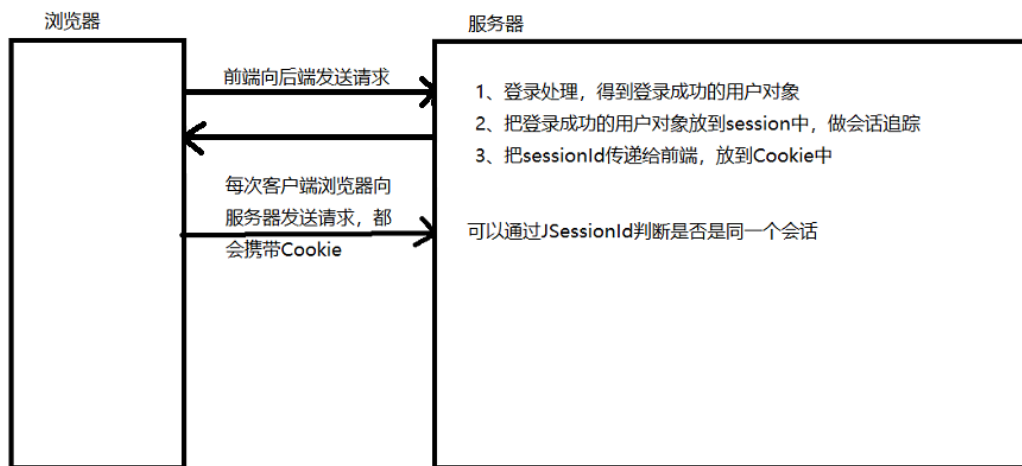 浏览器
服务器
前端向后端发送请求
1、登录处理，得到登录成功的用户对象
2、把登录成功的用户对象放到session中，做会话追踪
3、把sessionId传递给前端，放到Cookie中
每次客户端浏览器向
服务器发送请求，都
会携带Cookie
可以通过JSessionId判断是否是同一个会话